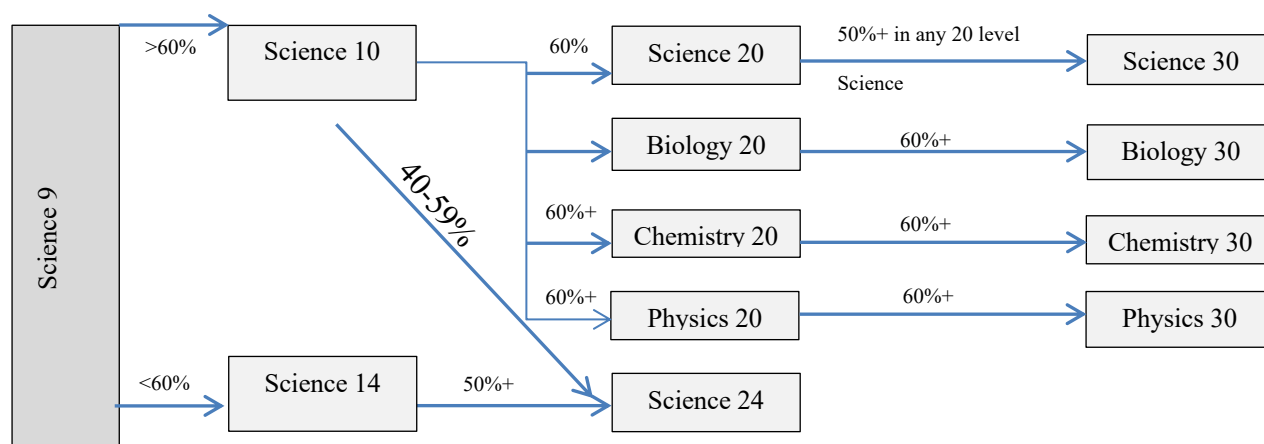 Science 9
>60%
Science 10
60%
Science 20
50%+ in any 20 level
Science
Science 30
Biology 20
60%+
Biology 30
40-59%
60%+
Chemistry 20
60%+
Chemistry 30
60%+
Physics 20
60%+
Physics 30
<60%
Science 14
50%+
Science 24